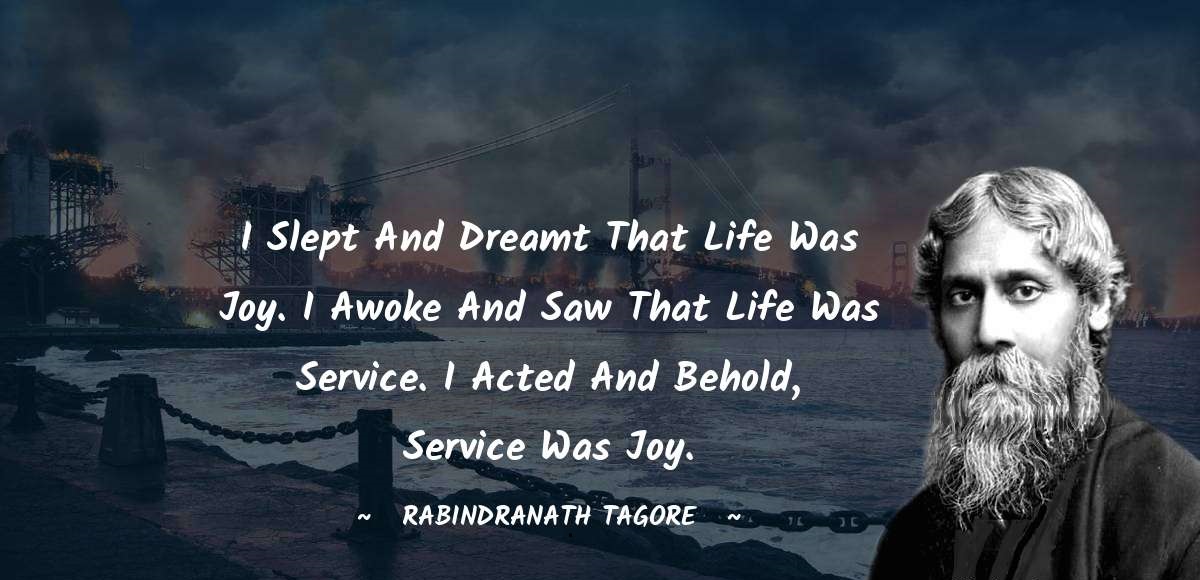 I Slept And Dreamt That Life Was
Joy. I Awoke And Saw That Life Was
Service. I Acted And Behold,
Service Was Joy.
~ RABINDRANATH TAGORE ~